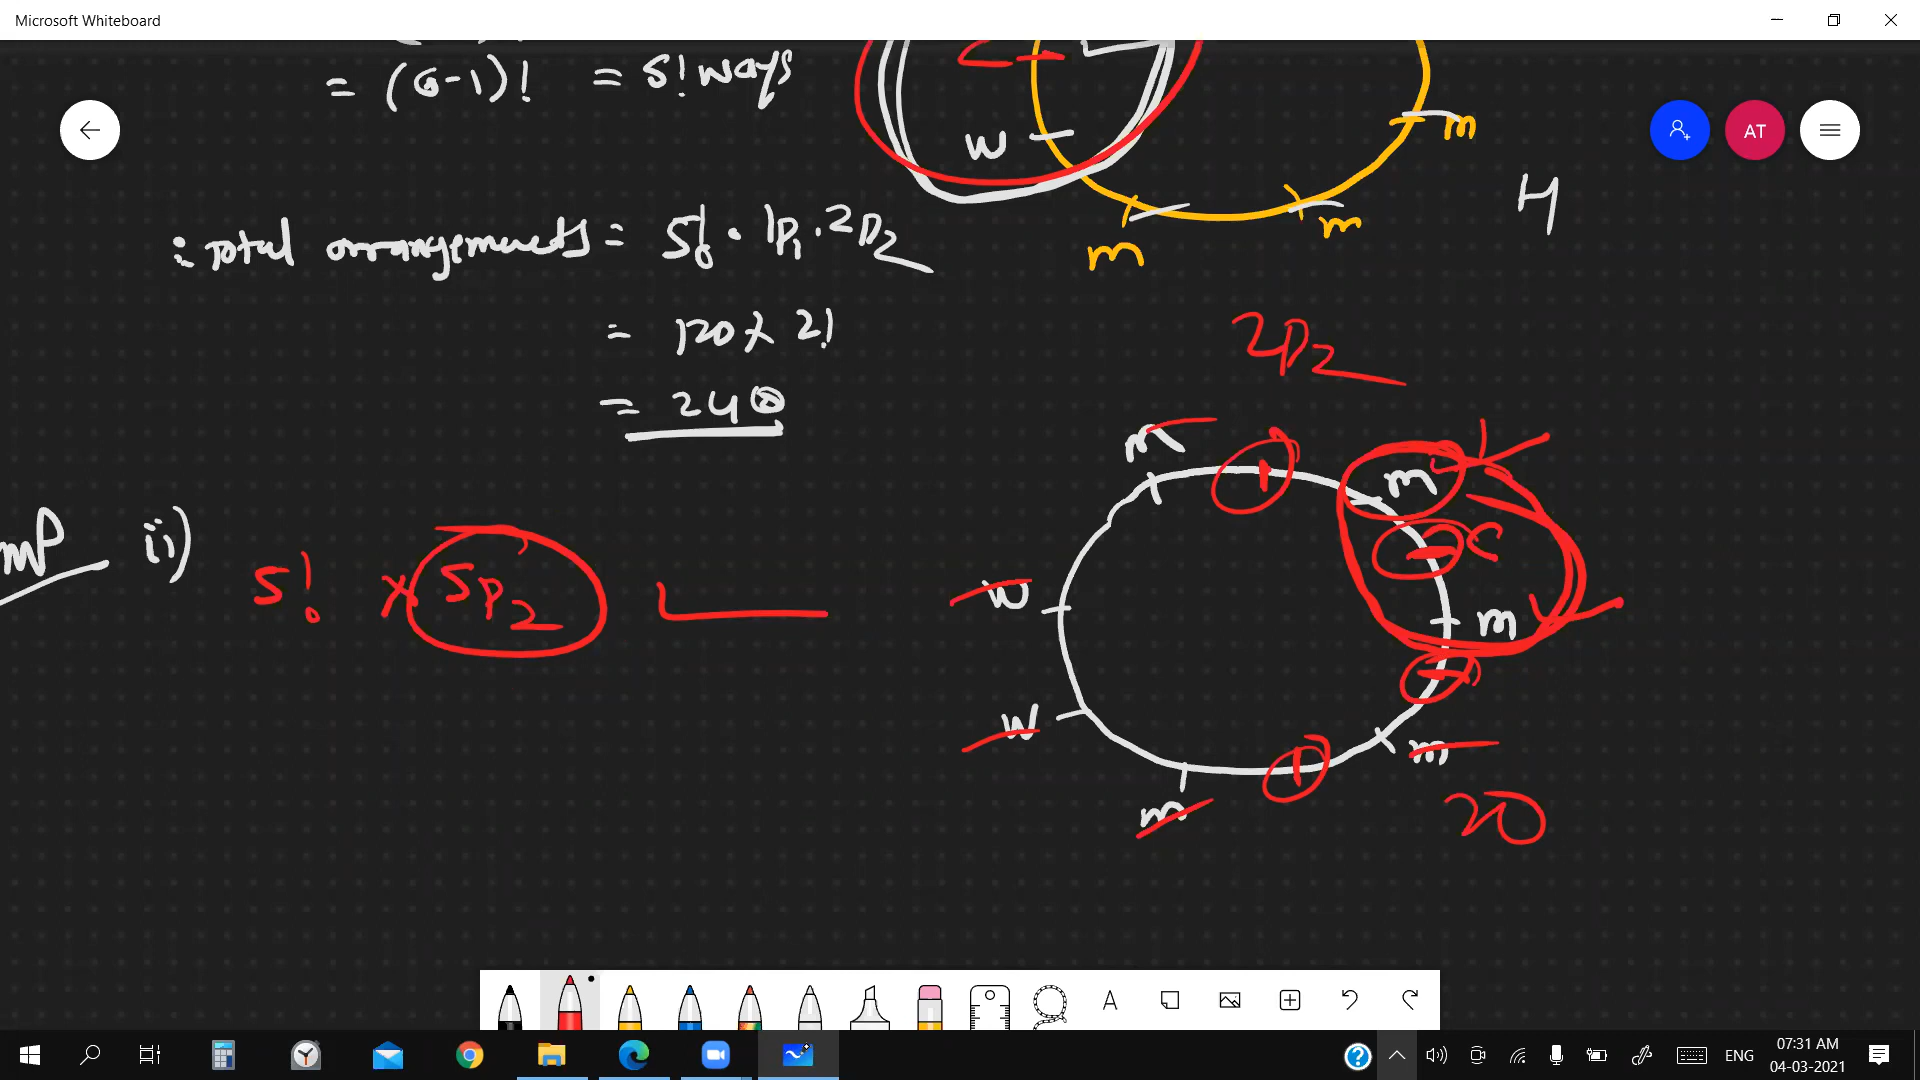 Microsoft Whiteboard
= (6-1)! = 5! ways
C
W
m
m
m
H
AT
∴ Total arrangements = 5! . 1P1 . 2P2
= 120 x 2!
= 240
2P2
mP ii) 5! x 5P2
m
m
C
m
W
W
m
m
20
A
ENG
07:31 AM
04-03-2021